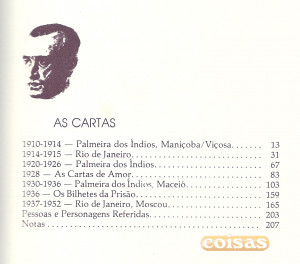 AS CARTAS
1910-1914 — Palmeira dos Índios, Maniçoba/Viçosa....... 13
1914-1915 — Rio de Janeiro....... 31
1920-1926 — Palmeira dos Índios....... 67
1928 — As Cartas de Amor....... 83
1930-1936 — Palmeira dos Índios, Maceió....... 103
1936 — Os Bilhetes da Prisão....... 159
1937-1952 — Rio de Janeiro, Moscou....... 165
Pessoas e Personagens Referidas....... 203
Notas....... 207
coisas